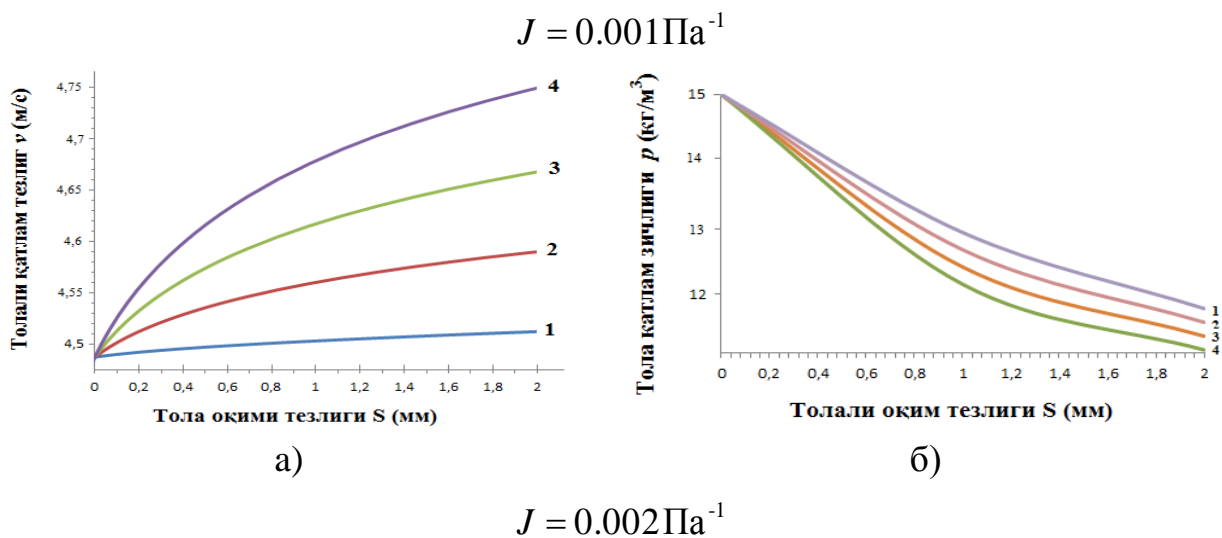 J = 0.001Па⁻¹
Толали қатлам тезлиг v (м/с)
4,75
4,7
4,65
4,6
4,55
4,5
4
3
2
1
0 0,2 0,4 0,6 0,8 1 1,2 1,4 1,6 1,8 2
Тола оқими тезлиги S (мм)
а)
Тола катлам зичлиги p (кг/м³)
15
14
13
12
1
2
3
4
0 0,2 0,4 0,6 0,8 1 1,2 1,4 1,6 1,8 2
Толали оқим тезлиги S (мм)
б)
J = 0.002Па⁻¹